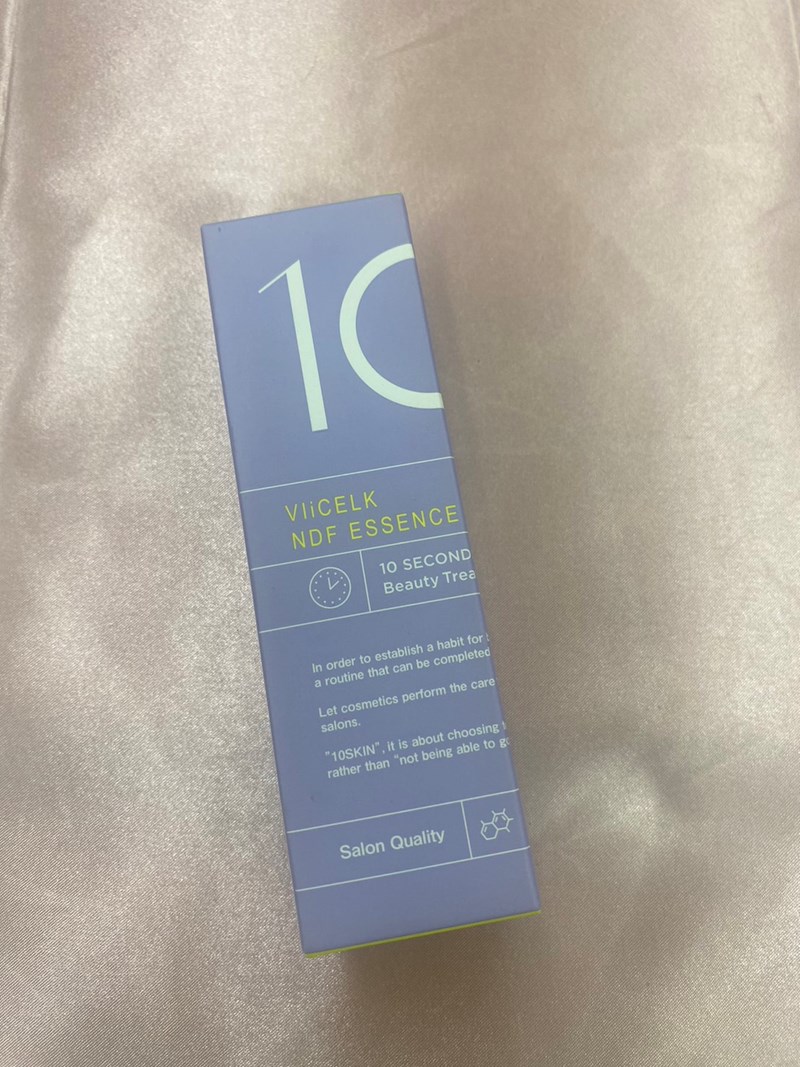 10
VIiCELK
NDF ESSENCE
10 SECOND
Beauty Trea
In order to establish a habit for
a routine that can be completed
Let cosmetics perform the care
salons.
"10SKIN", it is about choosing
rather than "not being able to
Salon Quality